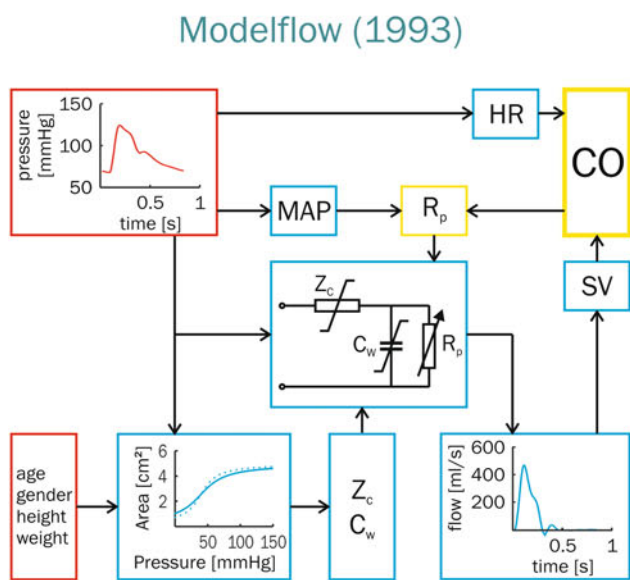 Modelflow (1993)
pressure
[mmHg]
150
100
50
0.5
1
time [s]
HR
CO
MAP
Rp
SV
Zc
Cw
Rp
age
gender
height
weight
Area [cm²]
6
4
2
50
100
150
Pressure [mmHg]
Zc
Cw
flow [ml/s]
600
400
200
0.5
1
time [s]